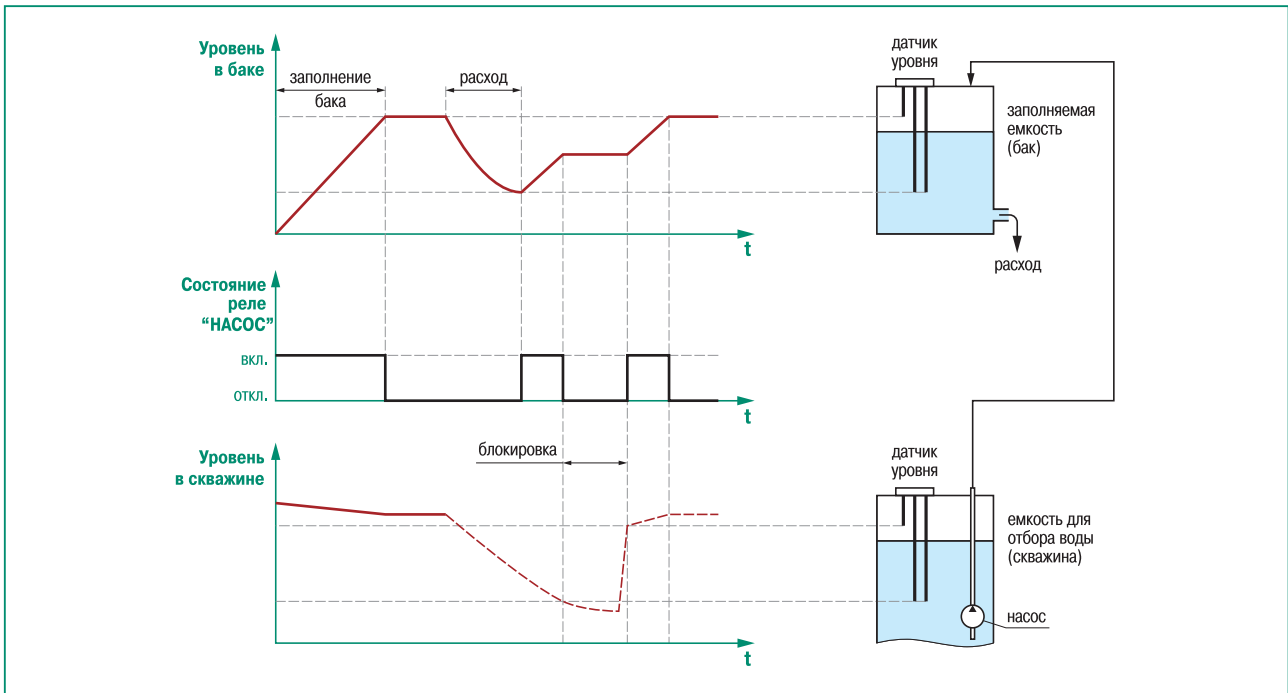 Уровень
в баке
заполнение
бака
расход
t
датчик
уровня
заполняемая
емкость
(бак)
расход
Состояние
реле
“НАСОС”
вкл.
откл.
t
Уровень
в скважине
блокировка
t
датчик
уровня
емкость для
отбора воды
(скважина)
насос